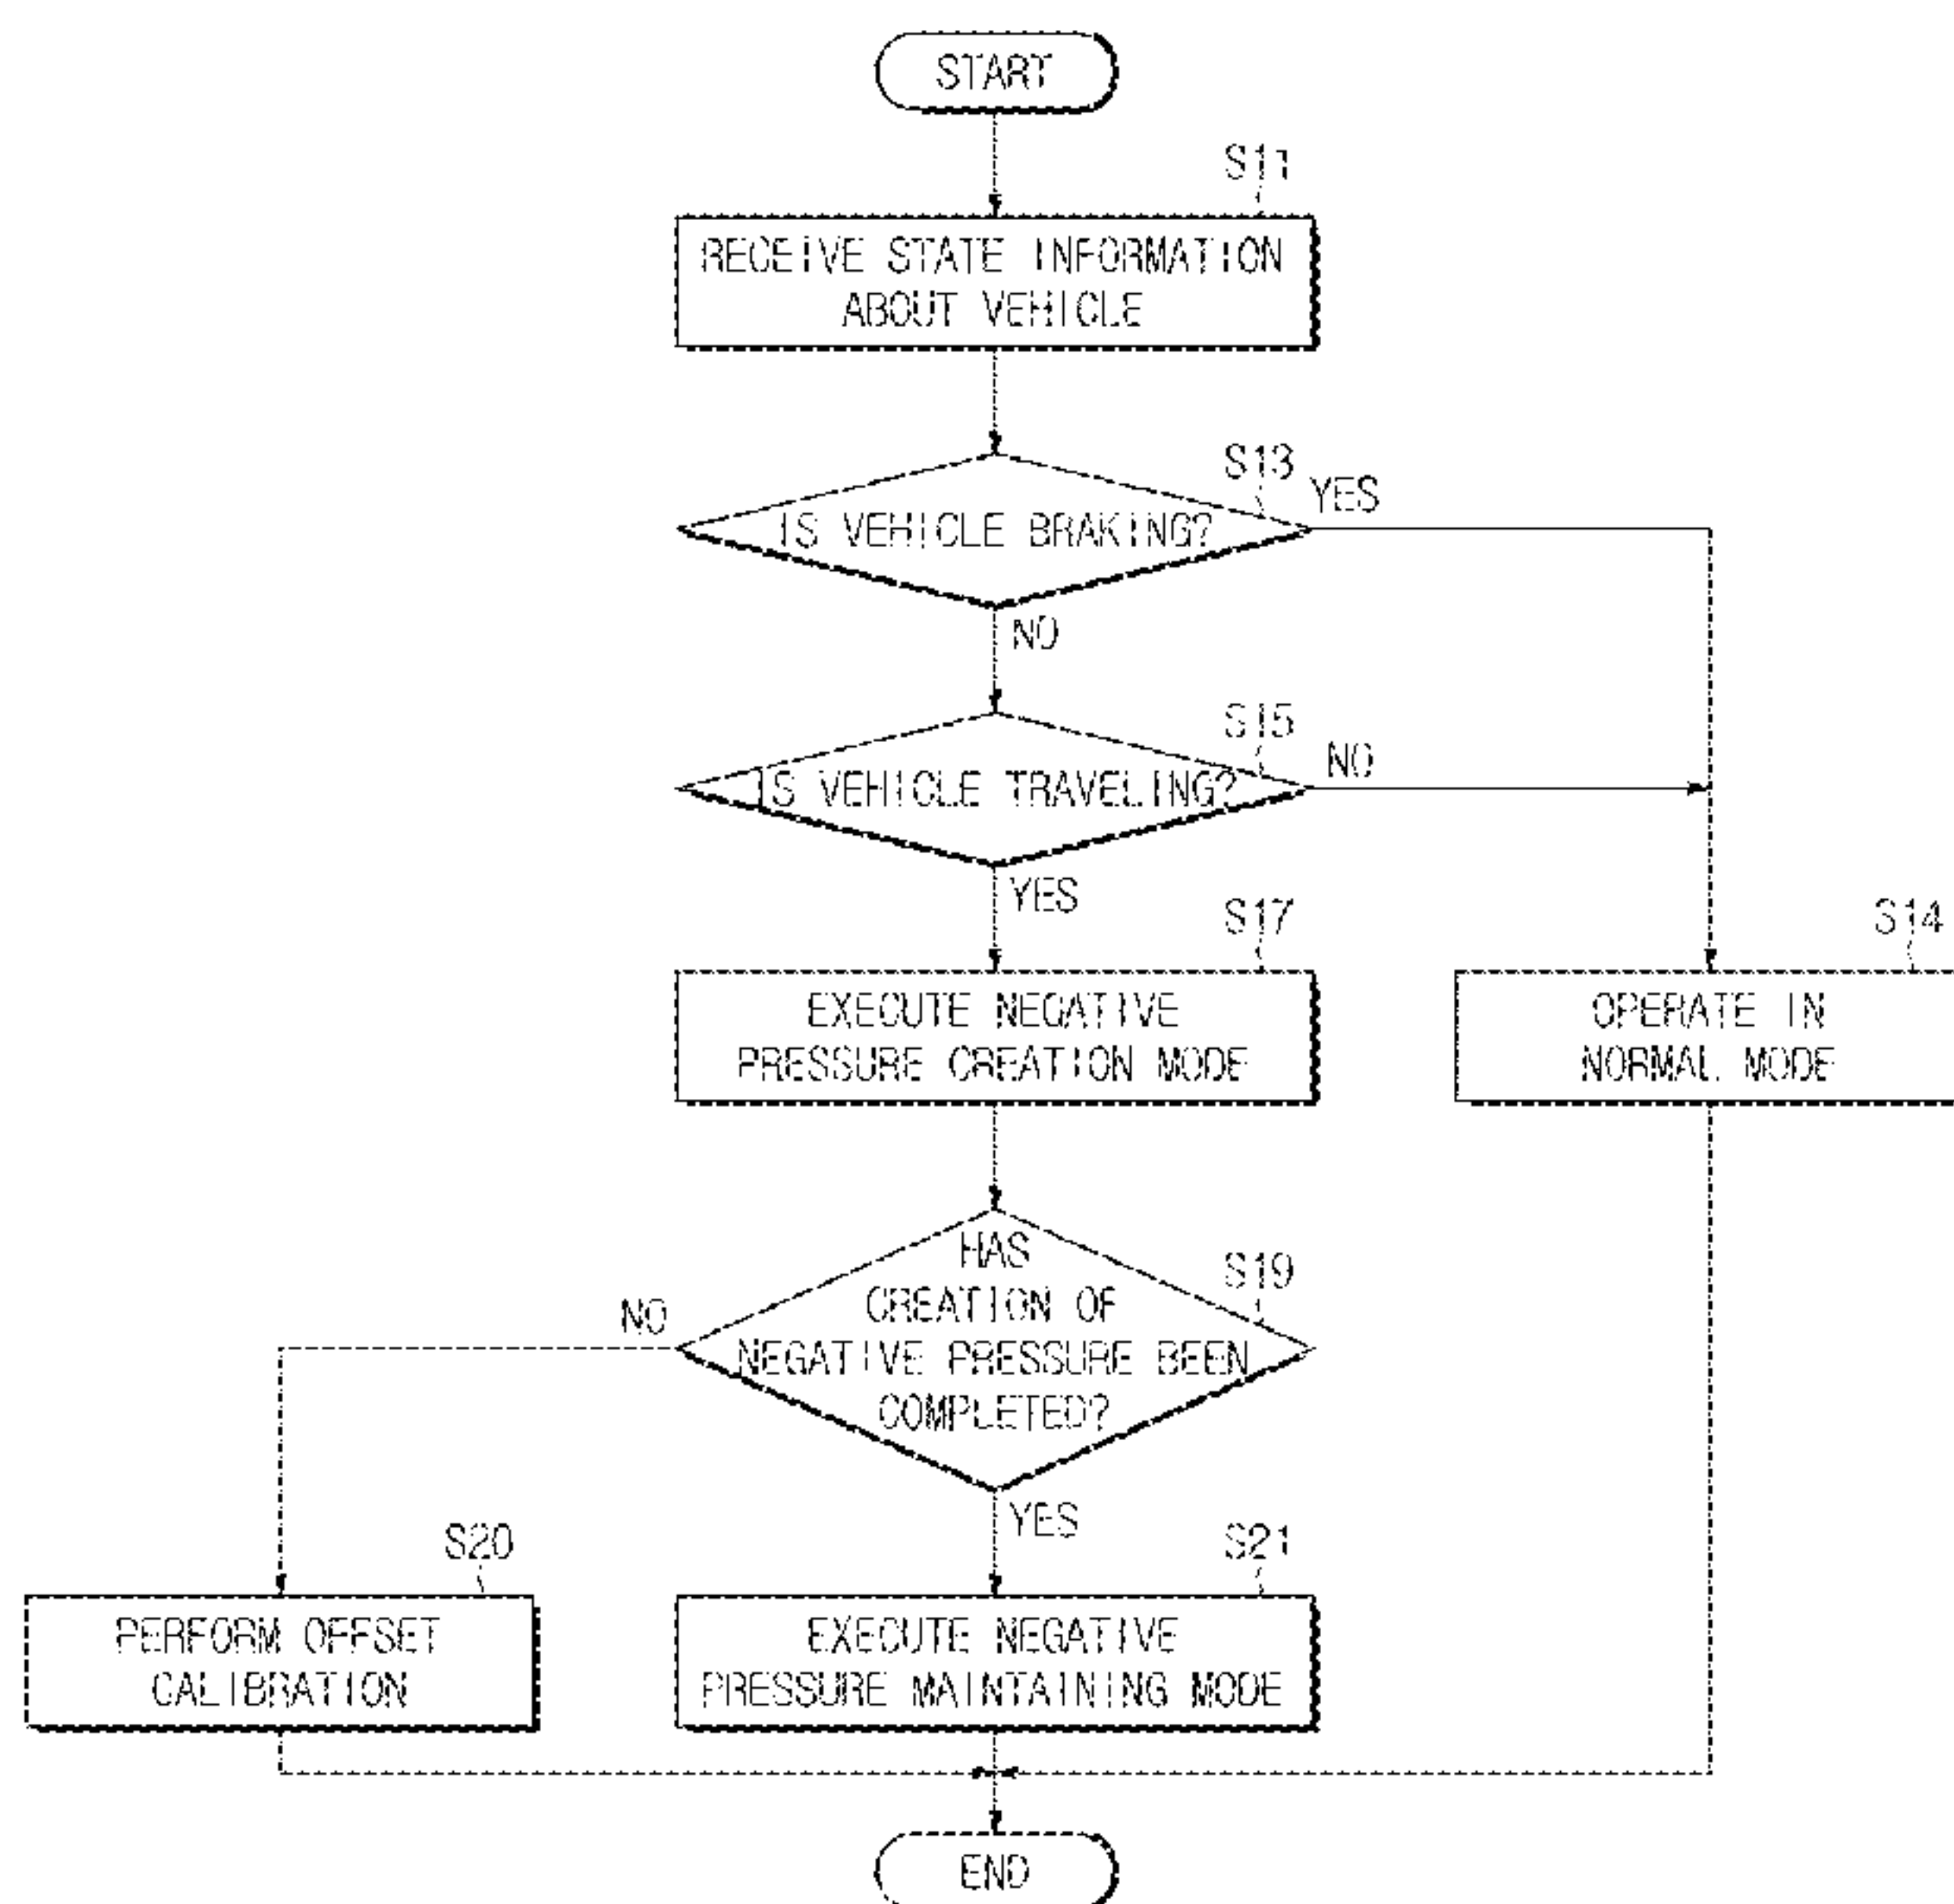 START
S11
RECEIVE STATE INFORMATION
ABOUT VEHICLE
S13
IS VEHICLE BRAKING?
YES
NO
S15
IS VEHICLE TRAVELING?
NO
YES
S17
EXECUTE NEGATIVE
PRESSURE CREATION MODE
S14
OPERATE IN
NORMAL MODE
S19
HAS
CREATION OF
NEGATIVE PRESSURE BEEN
COMPLETED?
NO
YES
S20
PERFORM OFFSET
CALIBRATION
S21
EXECUTE NEGATIVE
PRESSURE MAINTAINING MODE
END